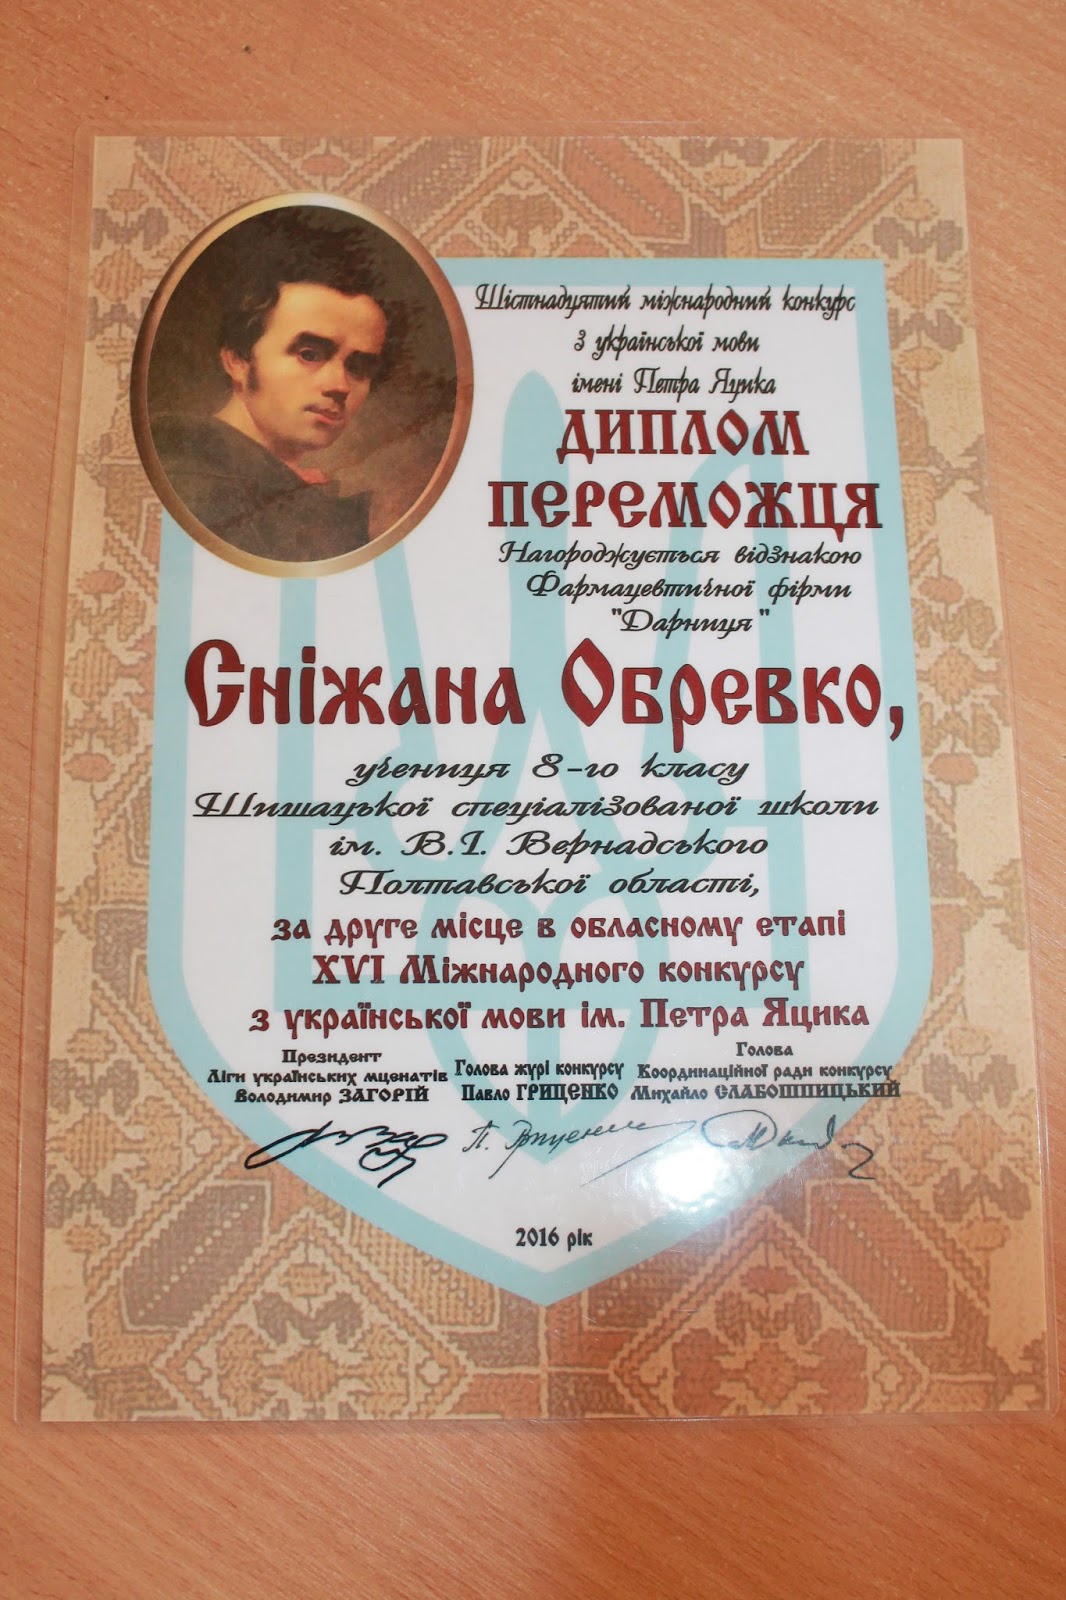 Шістнадцятий міжнародний конкурс
з української мови
імені Петра Яцика
ДИПЛОМ
ПЕРЕМОЖЦЯ
Нагороджується відзнакою
Фармацевтичної фірми
"Дарниця"
Сніжана Обревко,
учениця 8-го класу
Шишацької спеціалізованої школи
ім. В.І. Вернадського
Полтавської області,
за друге місце в обласному етапі
XVI Міжнародного конкурсу
з української мови ім. Петра Яцика
Президент
Ліги українських мценатів
Володимир ЗАГОРІЙ
Голова журі конкурсу
Павло ГРИЦЕНКО
Голова
Координаційної ради конкурсу
Михайло СЛАБОШПИЦЬКИЙ
П. Гриценко
2016 рік